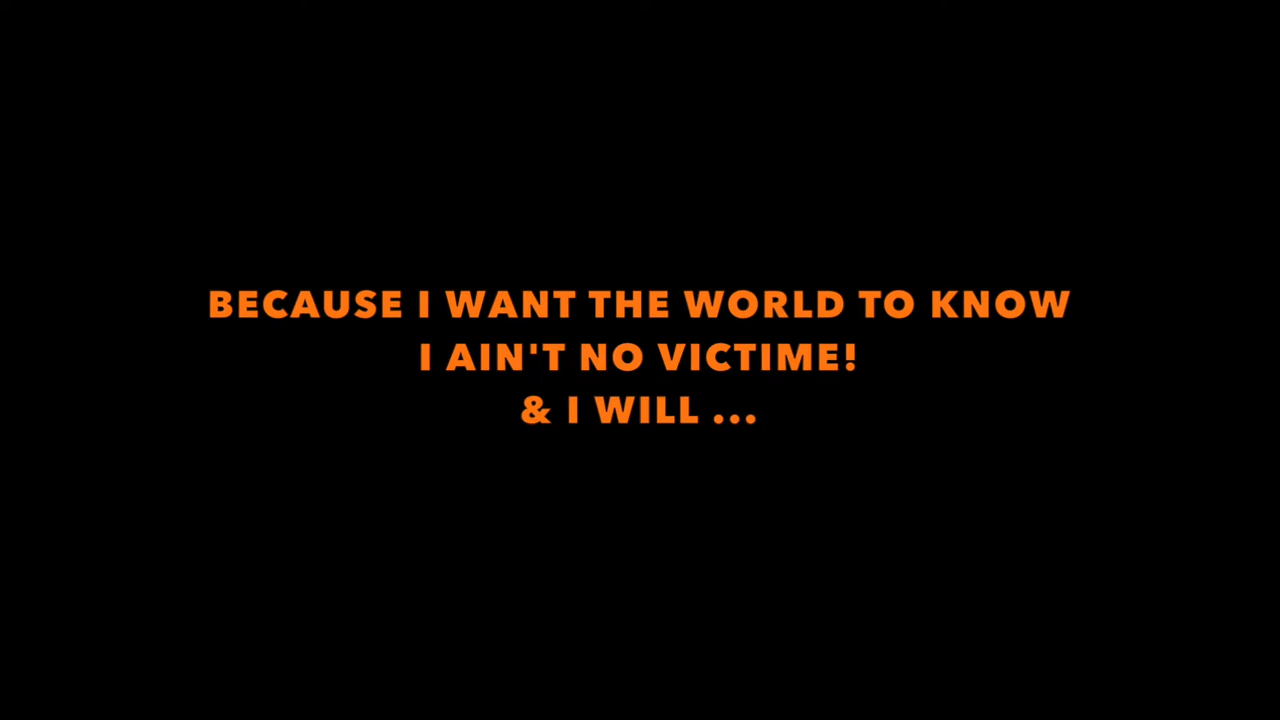 BECAUSE I WANT THE WORLD TO KNOW
I AIN'T NO VICTIME!
& I WILL ...